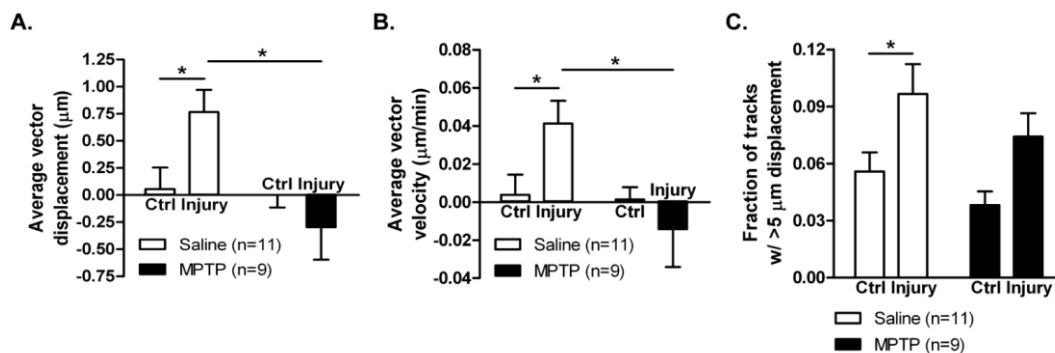 A.
Average vector
displacement (µm)
1.25
1.00
0.75
0.50
0.25
0.00
-0.25
-0.50
-0.75
*
*
Ctrl Injury
Ctrl Injury
Saline (n=11)
MPTP (n=9)
B.
Average vector
velocity (µm/min)
0.08
0.06
0.04
0.02
0.00
-0.02
-0.04
*
*
Ctrl Injury
Ctrl
Injury
Saline (n=11)
MPTP (n=9)
C.
Fraction of tracks
w/ >5 µm displacement
0.12
0.09
0.06
0.03
0.00
*
Ctrl Injury
Ctrl Injury
Saline (n=11)
MPTP (n=9)